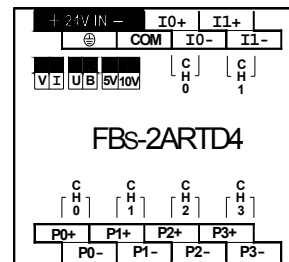 + 24V IN - I0+ I1+
⏚ COM I0- I1-
V I U B 5V 10V CH0 CH1
FBs-2ARTD4
CH0 CH1 CH2 CH3
P0+ P1+ P2+ P3+
P0- P1- P2- P3-